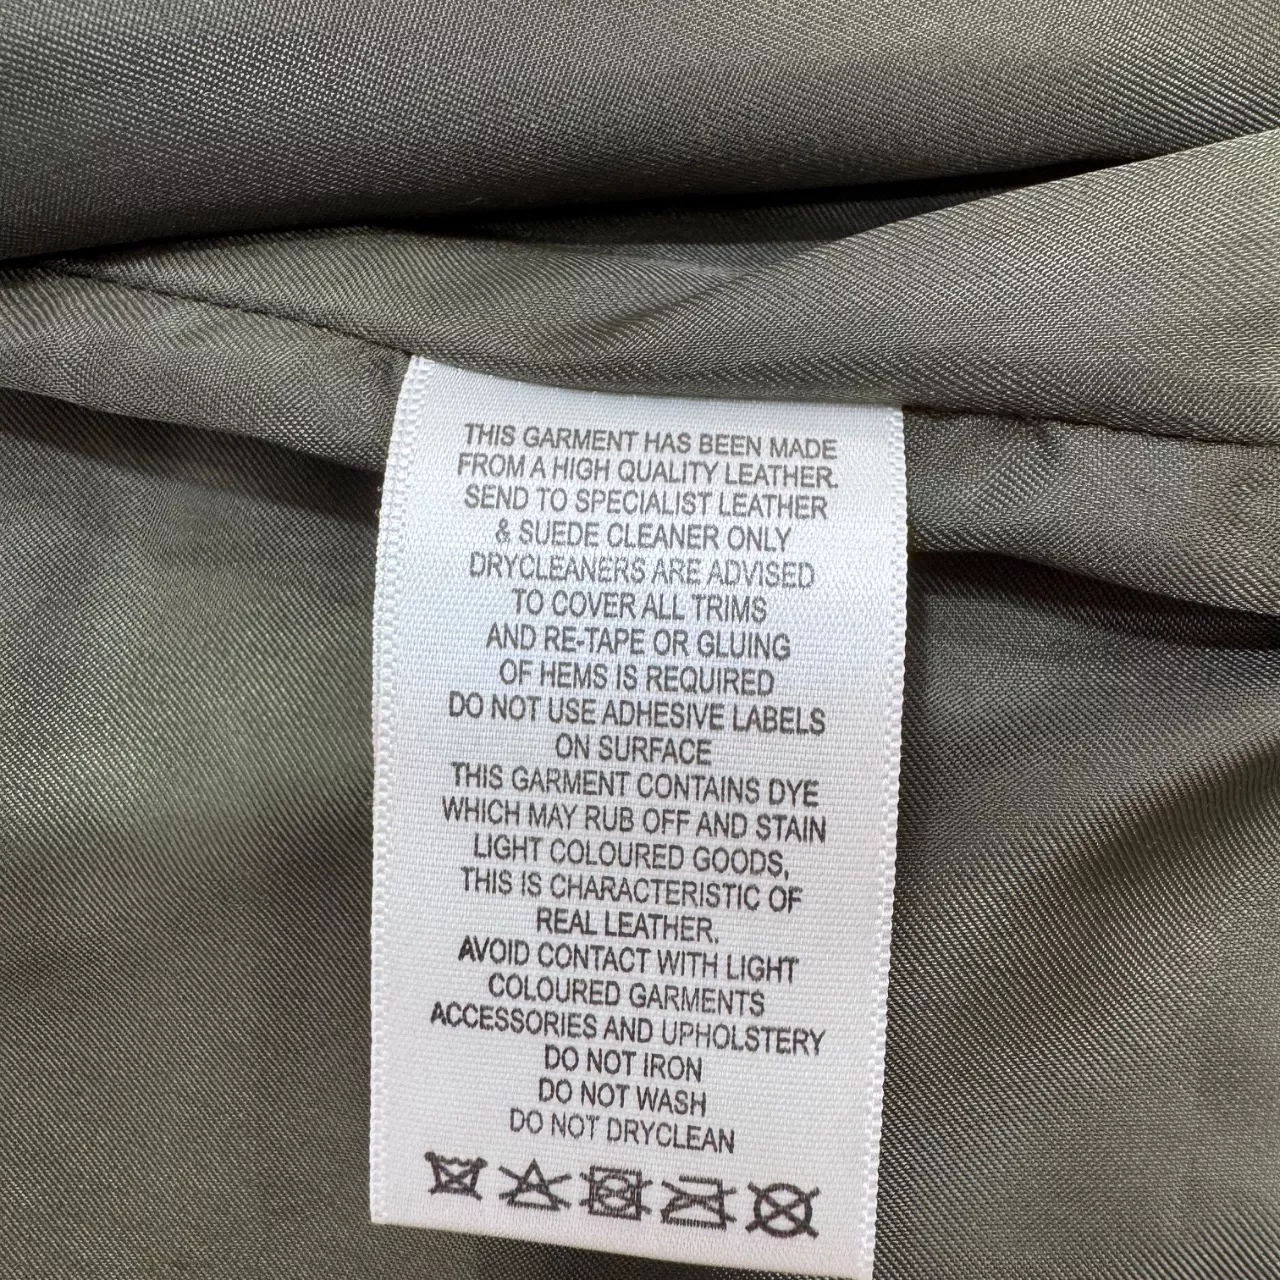 THIS GARMENT HAS BEEN MADE
FROM A HIGH QUALITY LEATHER.
SEND TO SPECIALIST LEATHER
& SUEDE CLEANER ONLY
DRYCLEANERS ARE ADVISED
TO COVER ALL TRIMS
AND RE-TAPE OR GLUING
OF HEMS IS REQUIRED
DO NOT USE ADHESIVE LABELS
ON SURFACE
THIS GARMENT CONTAINS DYE
WHICH MAY RUB OFF AND STAIN
LIGHT COLOURED GOODS,
THIS IS CHARACTERISTIC OF
REAL LEATHER.
AVOID CONTACT WITH LIGHT
COLOURED GARMENTS
ACCESSORIES AND UPHOLSTERY
DO NOT IRON
DO NOT WASH
DO NOT DRYCLEAN